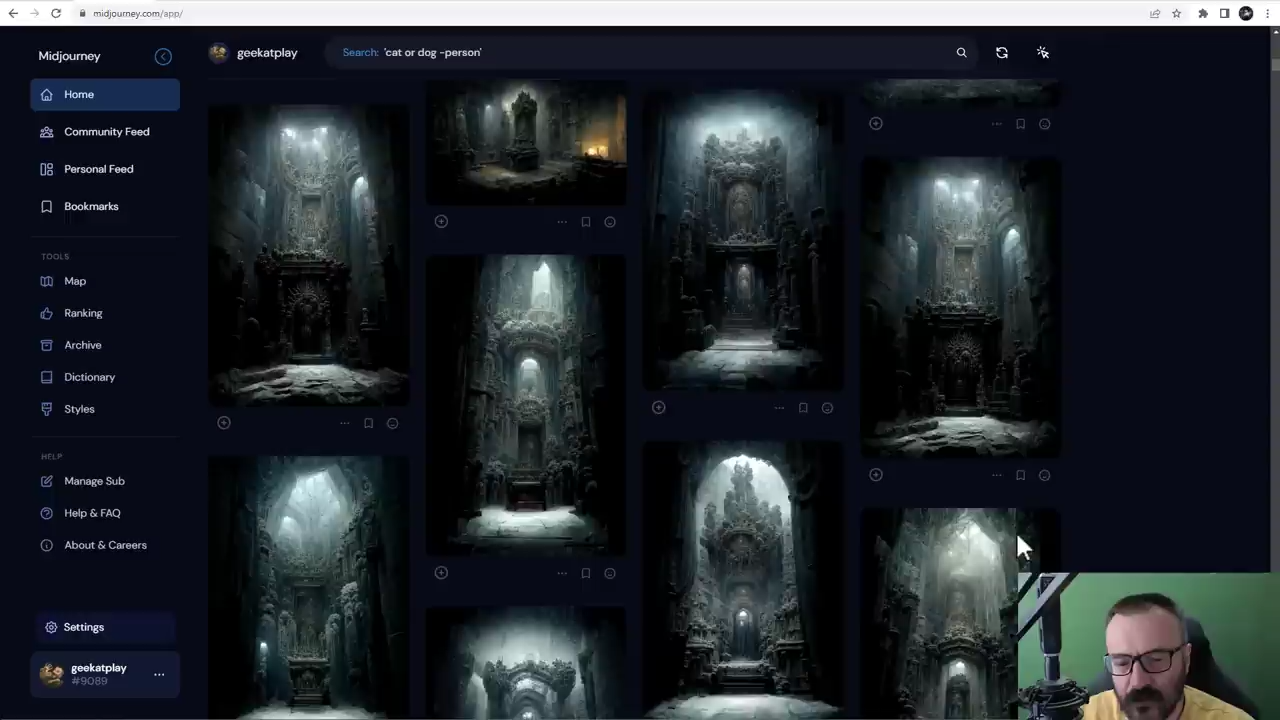 midjourney.com/app/
Midjourney
geekatplay
Search: 'cat or dog -person'
Home
Community Feed
Personal Feed
Bookmarks
TOOLS
Map
Ranking
Archive
Dictionary
Styles
HELP
Manage Sub
Help & FAQ
About & Careers
Settings
geekatplay
#9089